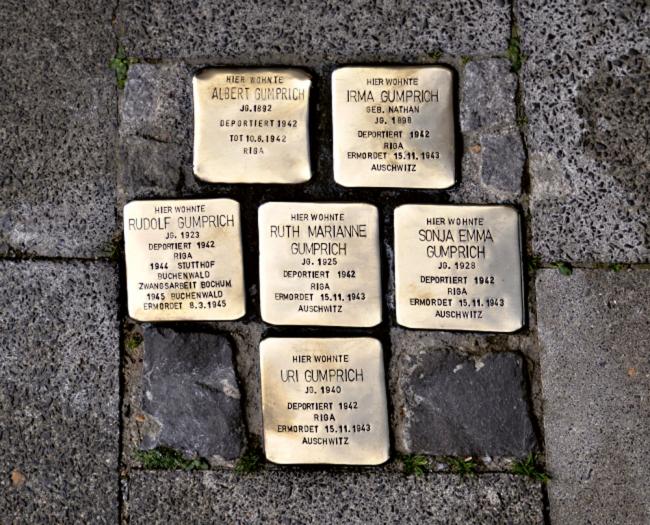 HIER WOHNTE
ALBERT GUMPRICH
JG. 1892
DEPORTIERT 1942
TOT 10.6.1942
RIGA
HIER WOHNTE
IRMA GUMPRICH
GEB. NATHAN
JG. 1898
DEPORTIERT 1942
RIGA
ERMORDET 15.11.1943
AUSCHWITZ
HIER WOHNTE
RUDOLF GUMPRICH
JG. 1923
DEPORTIERT 1942
RIGA
1944 STUTTHOF
BUCHENWALD
ZWANGSARBEIT BOCHUM
1945 BUCHENWALD
ERMORDET 8.3.1945
HIER WOHNTE
RUTH MARIANNE
GUMPRICH
JG. 1925
DEPORTIERT 1942
RIGA
ERMORDET 15.11.1943
AUSCHWITZ
HIER WOHNTE
SONJA EMMA
GUMPRICH
JG. 1928
DEPORTIERT 1942
RIGA
ERMORDET 15.11.1943
AUSCHWITZ
HIER WOHNTE
URI GUMPRICH
JG. 1940
DEPORTIERT 1942
RIGA
ERMORDET 15.11.1943
AUSCHWITZ